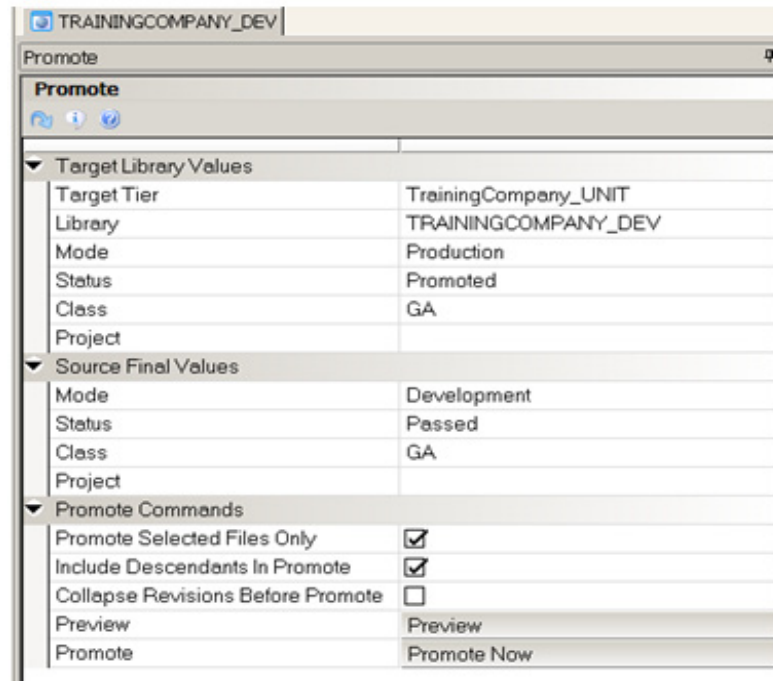 TRAININGCOMPANY_DEV
Promote
Promote
Target Library Values
Target Tier TrainingCompany_UNIT
Library TRAININGCOMPANY_DEV
Mode Production
Status Promoted
Class GA
Project
Source Final Values
Mode Development
Status Passed
Class GA
Project
Promote Commands
Promote Selected Files Only
Include Descendants In Promote
Collapse Revisions Before Promote
Preview Preview
Promote Promote Now